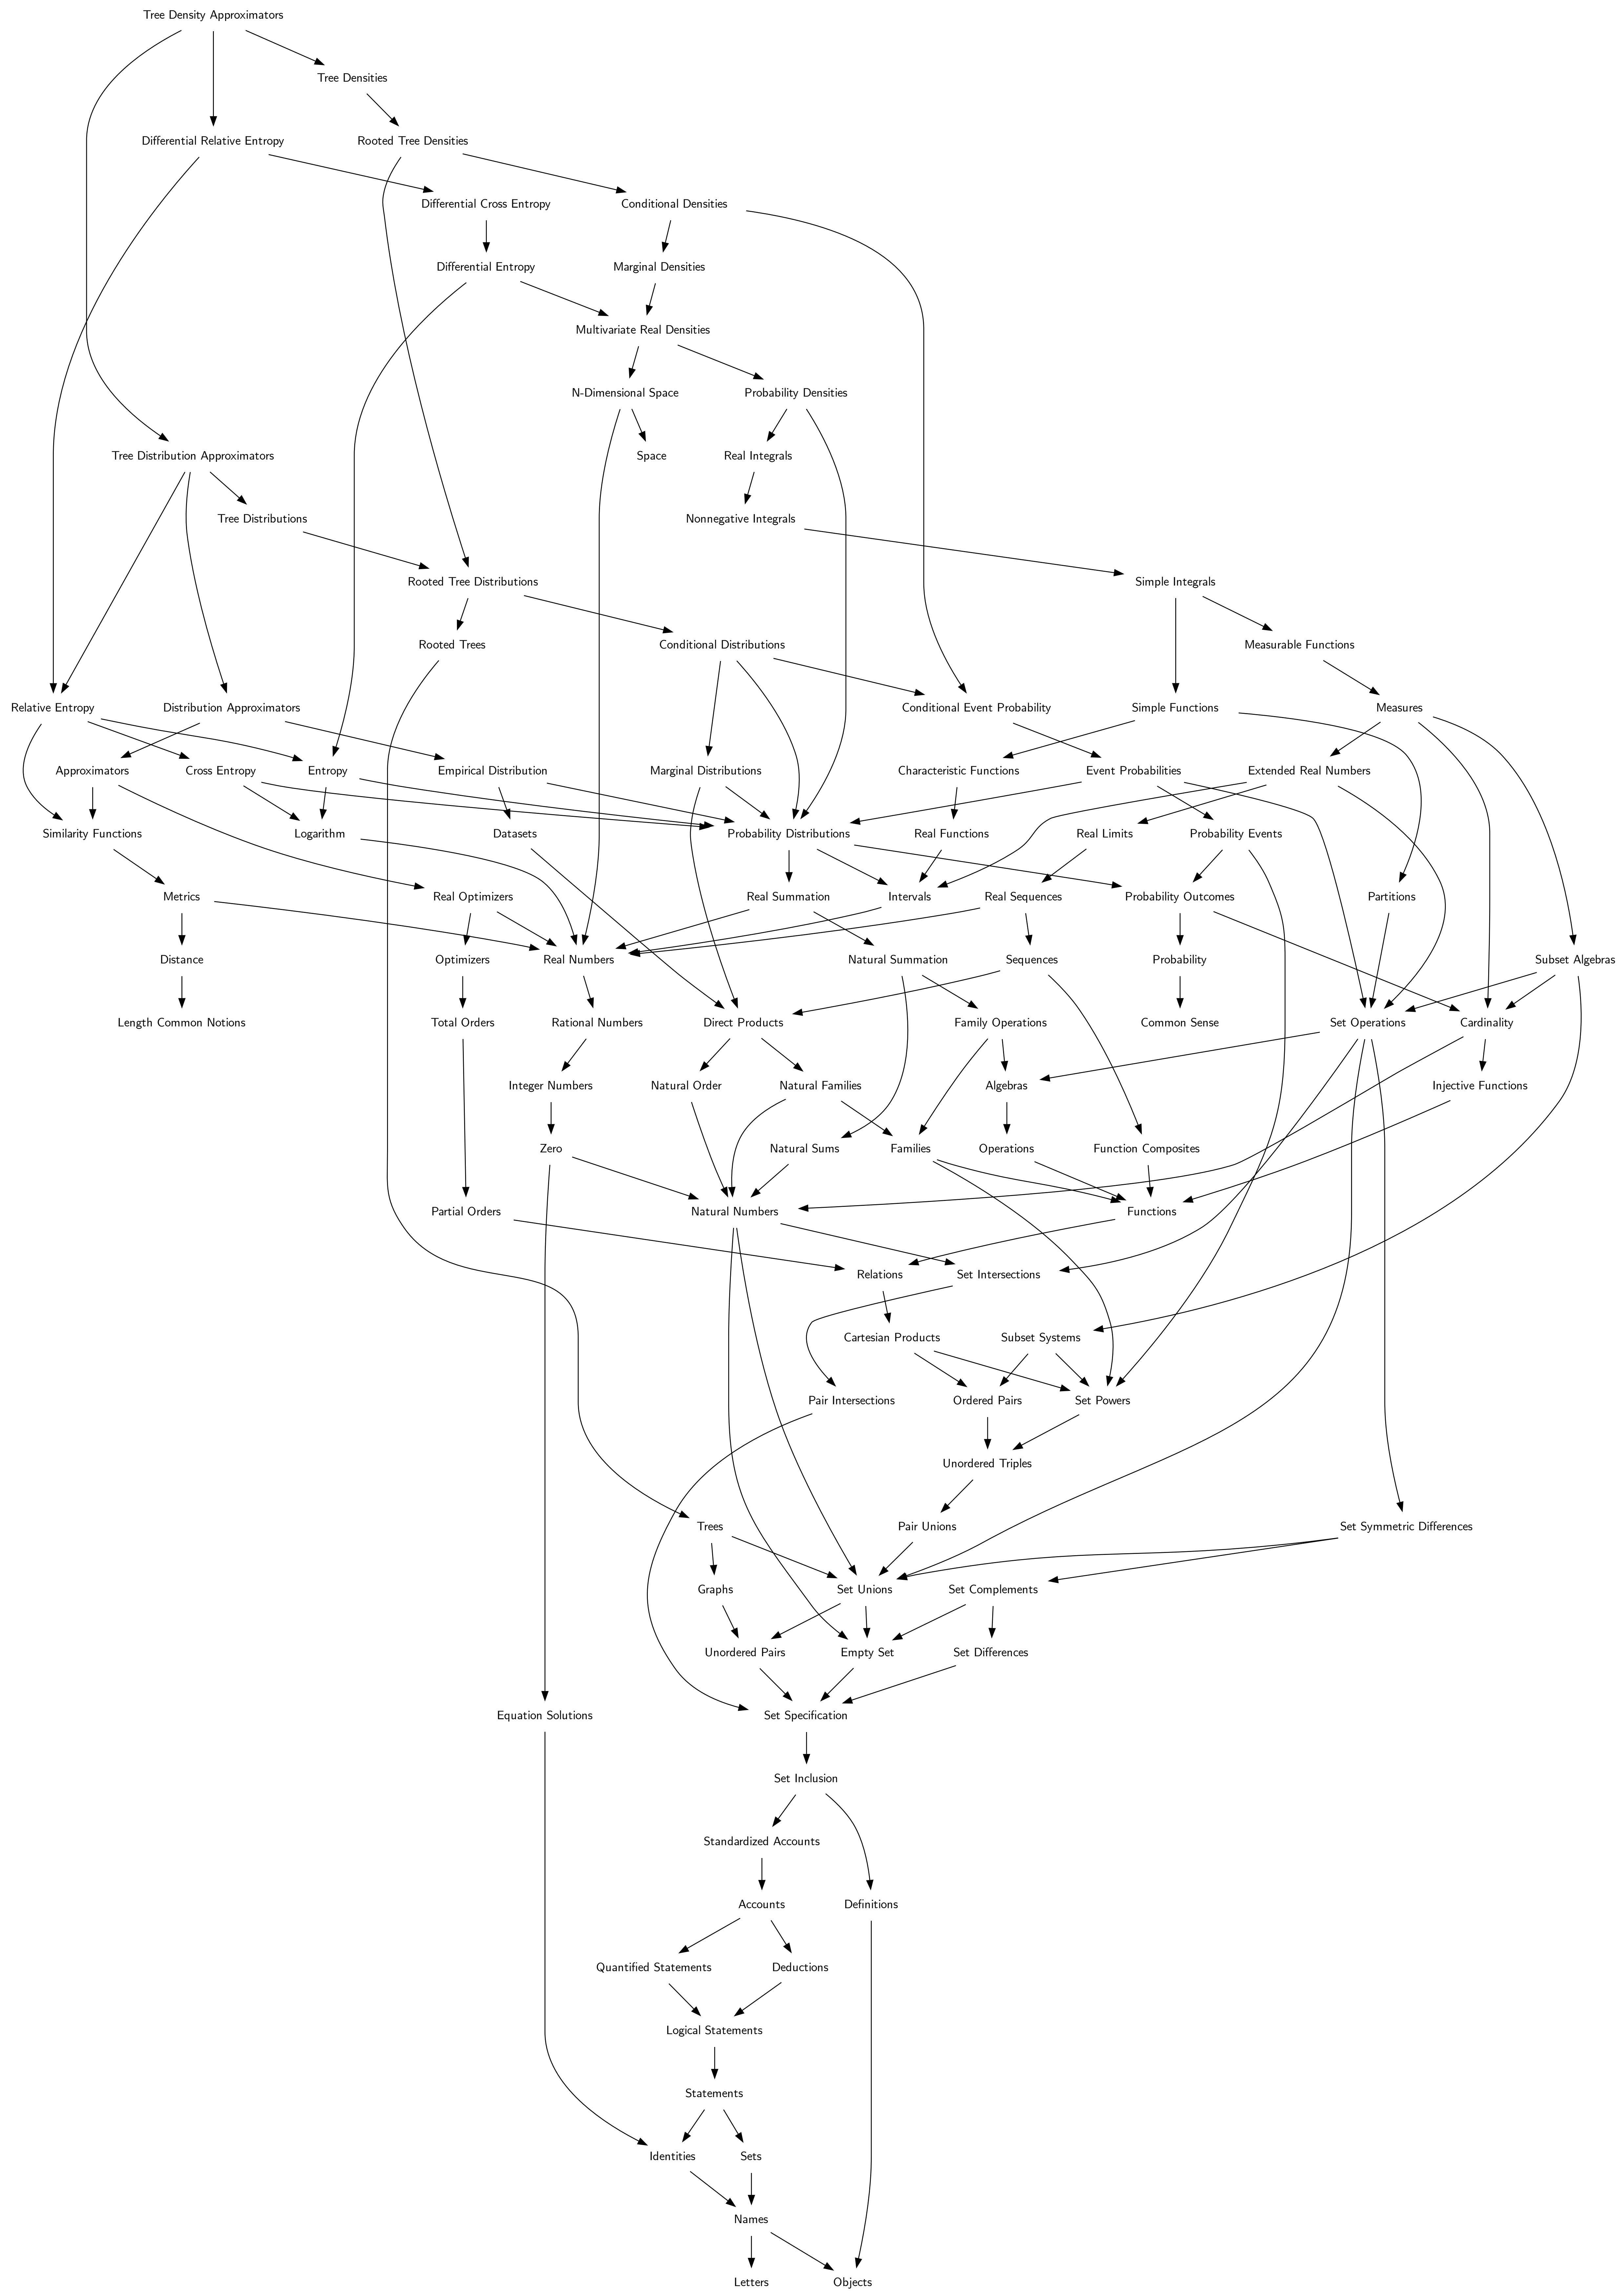 Tree Density Approximators
Tree Densities
Differential Relative Entropy
Rooted Tree Densities
Differential Cross Entropy
Conditional Densities
Differential Entropy
Marginal Densities
Multivariate Real Densities
N-Dimensional Space
Probability Densities
Tree Distribution Approximators
Space
Real Integrals
Tree Distributions
Nonnegative Integrals
Rooted Tree Distributions
Simple Integrals
Rooted Trees
Conditional Distributions
Measurable Functions
Relative Entropy
Distribution Approximators
Conditional Event Probability
Simple Functions
Measures
Approximators
Cross Entropy
Entropy
Empirical Distribution
Marginal Distributions
Characteristic Functions
Event Probabilities
Extended Real Numbers
Similarity Functions
Logarithm
Datasets
Probability Distributions
Real Functions
Real Limits
Probability Events
Metrics
Real Optimizers
Real Summation
Intervals
Real Sequences
Probability Outcomes
Partitions
Distance
Optimizers
Real Numbers
Natural Summation
Sequences
Probability
Subset Algebras
Length Common Notions
Total Orders
Rational Numbers
Direct Products
Family Operations
Common Sense
Set Operations
Cardinality
Integer Numbers
Natural Order
Natural Families
Algebras
Injective Functions
Zero
Natural Sums
Families
Operations
Function Composites
Partial Orders
Natural Numbers
Functions
Relations
Set Intersections
Cartesian Products
Subset Systems
Pair Intersections
Ordered Pairs
Set Powers
Unordered Triples
Trees
Pair Unions
Set Symmetric Differences
Graphs
Set Unions
Set Complements
Unordered Pairs
Empty Set
Set Differences
Equation Solutions
Set Specification
Set Inclusion
Standardized Accounts
Accounts
Definitions
Quantified Statements
Deductions
Logical Statements
Statements
Identities
Sets
Names
Letters
Objects